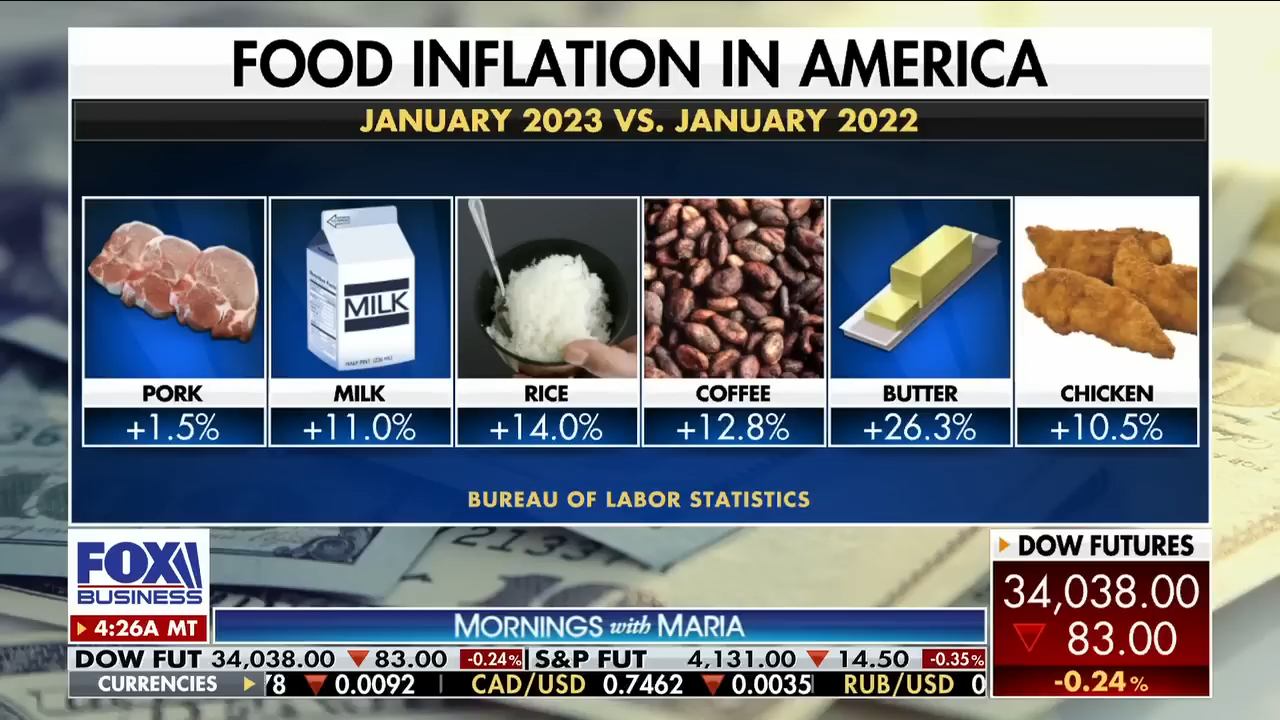 FOOD INFLATION IN AMERICA
JANUARY 2023 VS. JANUARY 2022
MILK
PORK
+1.5%
MILK
+11.0%
RICE
+14.0%
COFFEE
+12.8%
BUTTER
+26.3%
CHICKEN
+10.5%
BUREAU OF LABOR STATISTICS
FOX
BUSINESS
4:26A MT
MORNINGS with MARIA
DOW FUTURES
34,038.00
83.00
-0.24%
DOW FUT 34,038.00 83.00 -0.24% S&P FUT 4,131.00 14.50 -0.35%
CURRENCIES 78 0.0092 CAD/USD 0.7462 0.0035 RUB/USD 0